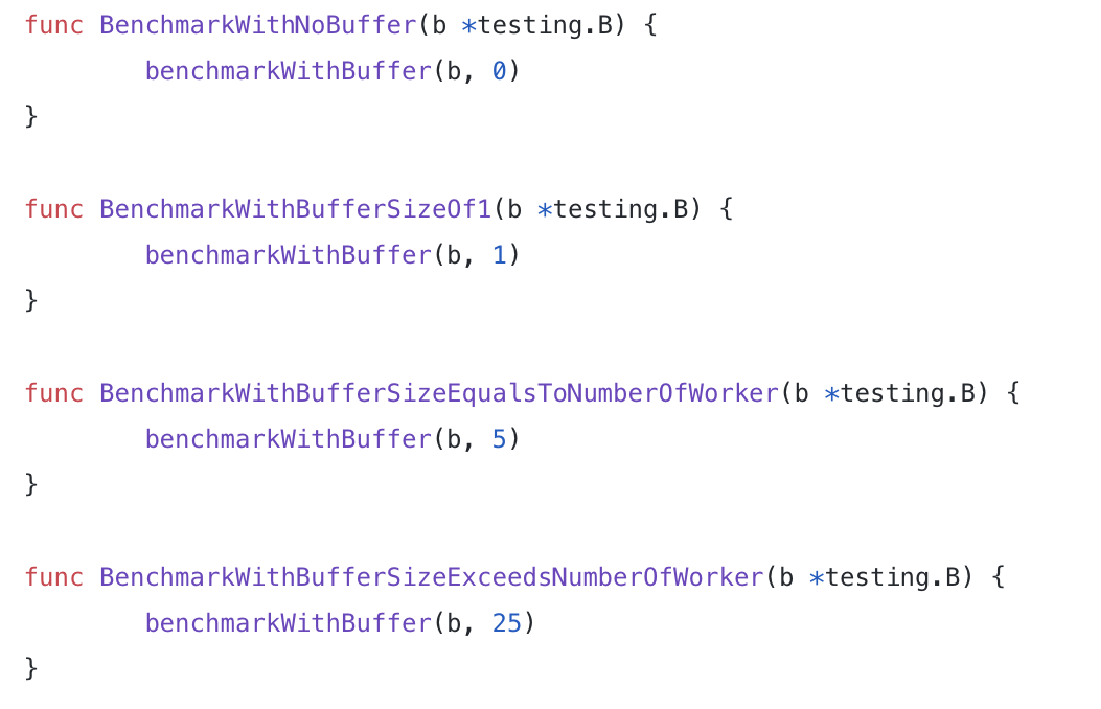 func BenchmarkWithNoBuffer(b *testing.B) {
        benchmarkWithBuffer(b, 0)
}

func BenchmarkWithBufferSizeOf1(b *testing.B) {
        benchmarkWithBuffer(b, 1)
}

func BenchmarkWithBufferSizeEqualsToNumberOfWorker(b *testing.B) {
        benchmarkWithBuffer(b, 5)
}

func BenchmarkWithBufferSizeExceedsNumberOfWorker(b *testing.B) {
        benchmarkWithBuffer(b, 25)
}